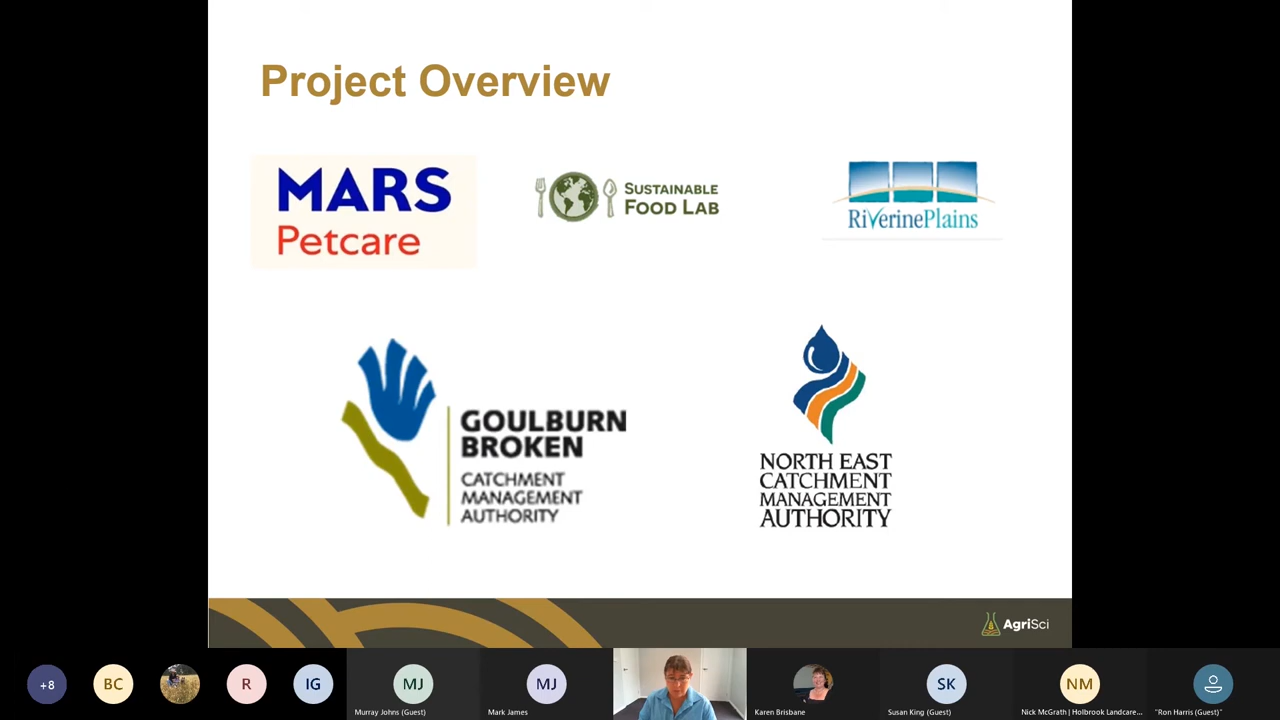 Project Overview
MARS
Petcare
SUSTAINABLE
FOOD LAB
RiverinePlains
GOULBURN
BROKEN
CATCHMENT
MANAGEMENT
AUTHORITY
NORTH EAST
CATCHMENT
MANAGEMENT
AUTHORITY
AgriSci
+8
BC
R
IG
MJ
MJ
SK
NM
Murray Johns (Guest)
Mark James
Karen Brisbane
Susan King (Guest)
Nick McGrath | Holbrook Landcare...
"Ron Harris (Guest)"